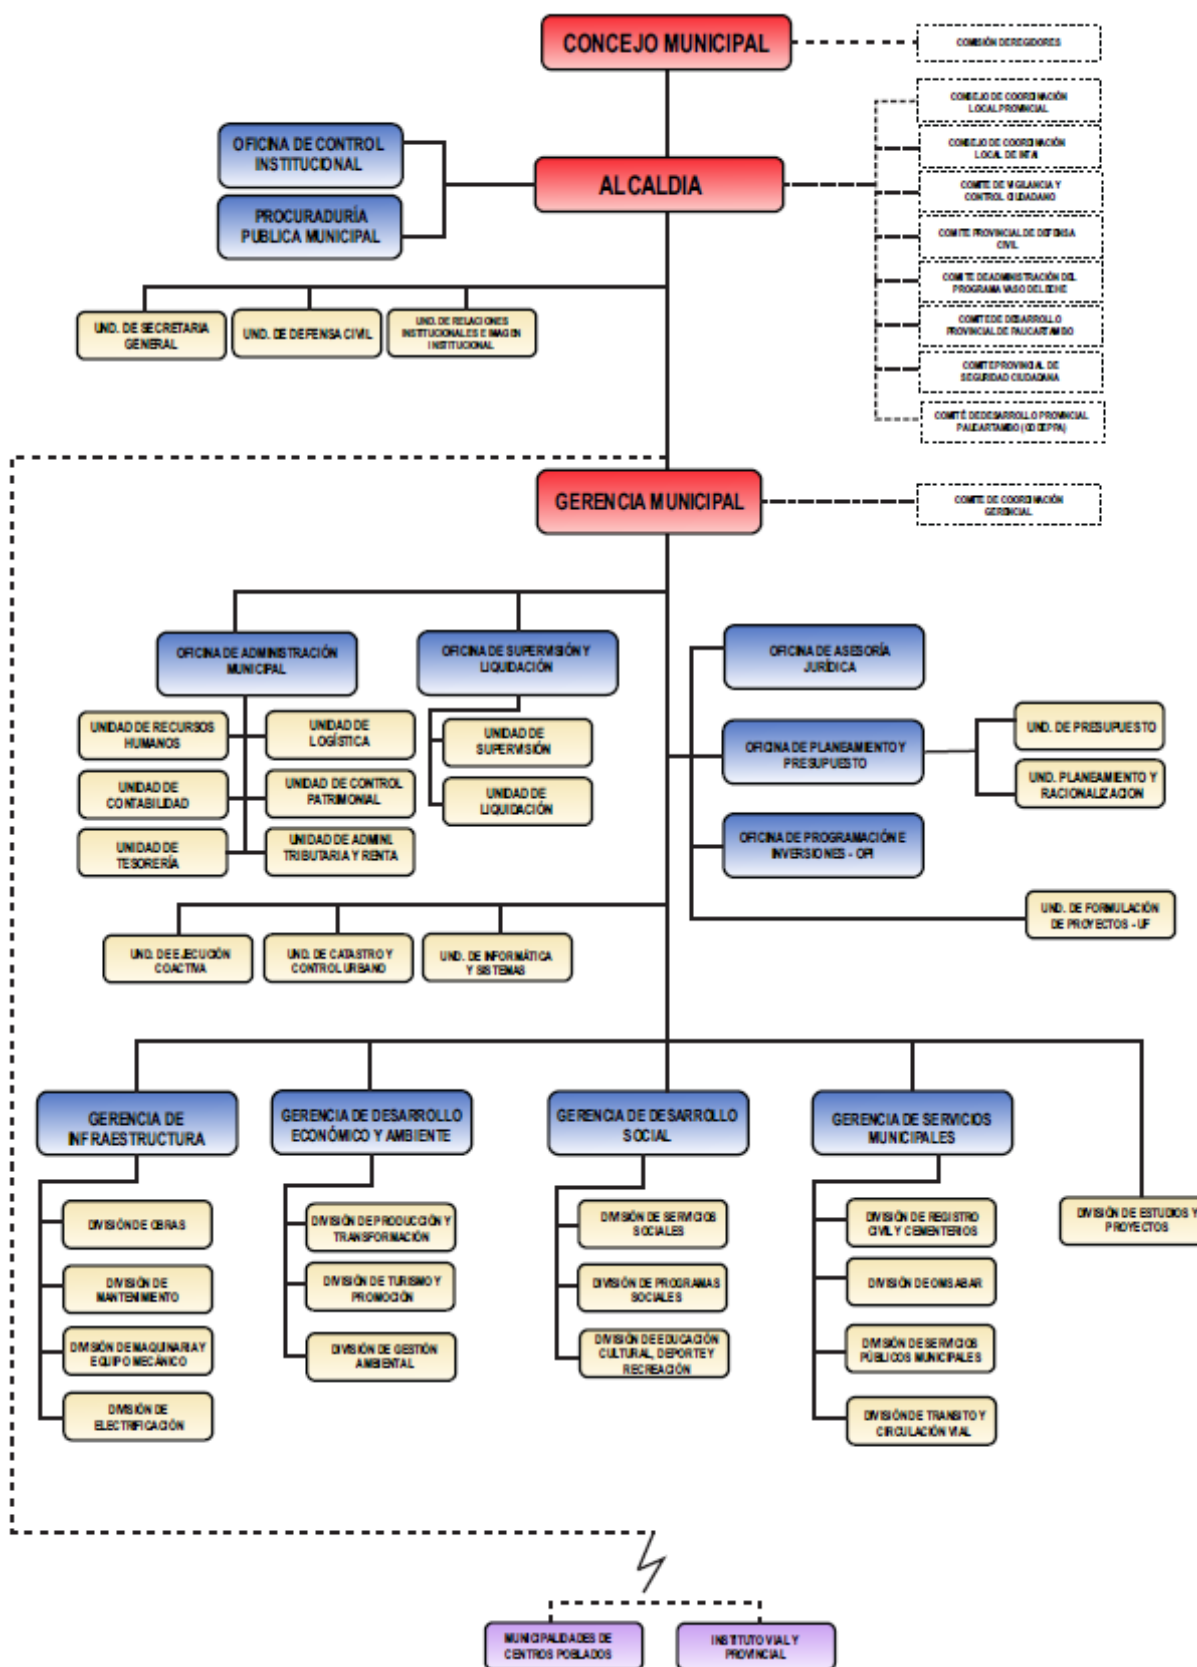 CONCEJO MUNICIPAL
COMISIÓN DE REGIDORES
CONSEJO DE COORDINACIÓN
LOCAL PROVINCIAL
OFICINA DE CONTROL
INSTITUCIONAL
CONSEJO DE COORDINACIÓN
LOCAL DE
ALCALDIA
COMITE DE VIGILANCIA Y
CONTROL CIUDADANO
PROCURADURÍA
PUBLICA MUNICIPAL
COMITE PROVINCIAL DE DEFENSA
CIVIL
COMITE DE ADMINISTRACIÓN DEL
PROGRAMA VASO DE LECHE
UND. DE SECRETARIA
GENERAL
UND. DE DEFENSA CIVIL
UND. DE RELACIONES
INSTITUCIONALES E IMAGEN
INSTITUCIONAL
COMITE DE DESARROLLO
PROVINCIAL DE PAUCARTAMBO
COMITE PROVINCIAL DE
SEGURIDAD CIUDADANA
COMITÉ DE DESARROLLO PROVINCIAL
PAUCARTAMBO (CODEPPA)
GERENCIA MUNICIPAL
COMITE DE COORDINACIÓN
GERENCIAL
OFICINA DE ADMINISTRACIÓN
MUNICIPAL
OFICINA DE SUPERVISIÓN Y
LIQUIDACIÓN
OFICINA DE ASESORÍA
JURÍDICA
UNIDAD DE RECURSOS
HUMANOS
UNIDAD DE
LOGÍSTICA
UNIDAD DE
SUPERVISIÓN
OFICINA DE PLANEAMIENTO Y
PRESUPUESTO
UND. DE PRESUPUESTO
UND. PLANEAMIENTO Y
RACIONALIZACION
UNIDAD DE
CONTABILIDAD
UNIDAD DE CONTROL
PATRIMONIAL
UNIDAD DE
LIQUIDACIÓN
UNIDAD DE
TESORERÍA
UNIDAD DE ADMINI.
TRIBUTARIA Y RENTA
OFICINA DE PROGRAMACIÓN E
INVERSIONES - OPI
UND. DE FORMULACIÓN
DE PROYECTOS - UF
UND. DE EJECUCIÓN
COACTIVA
UND. DE CATASTRO Y
CONTROL URBANO
UND. DE INFORMÁTICA
Y SISTEMAS
GERENCIA DE
INFRAESTRUCTURA
GERENCIA DE DESARROLLO
ECONÓMICO Y AMBIENTE
GERENCIA DE DESARROLLO
SOCIAL
GERENCIA DE SERVICIOS
MUNICIPALES
DIVISIÓN DE OBRAS
DIVISIÓN DE PRODUCCIÓN Y
TRANSFORMACIÓN
DIVISIÓN DE SERVICIOS
SOCIALES
DIVISIÓN DE REGISTRO
CIVIL Y CEMENTERIOS
DIVISIÓN DE ESTUDIOS Y
PROYECTOS
DIVISIÓN DE
MANTENIMIENTO
DIVISIÓN DE TURISMO Y
PROMOCIÓN
DIVISIÓN DE PROGRAMAS
SOCIALES
DIVISIÓN DE OMSABAR
DIVISIÓN DE MAQUINARIA Y
EQUIPO MECÁNICO
DIVISIÓN DE GESTIÓN
AMBIENTAL
DIVISIÓN DE EDUCACIÓN
CULTURAL, DEPORTE Y
RECREACIÓN
DIVISIÓN DE SERVICIOS
PÚBLICOS MUNICIPALES
DIVISIÓN DE
ELECTRIFICACIÓN
DIVISIÓN DE TRANSITO Y
CIRCULACIÓN VIAL
MUNICIPALIDADES DE
CENTROS POBLADOS
INSTITUTO VIAL Y
PROVINCIAL